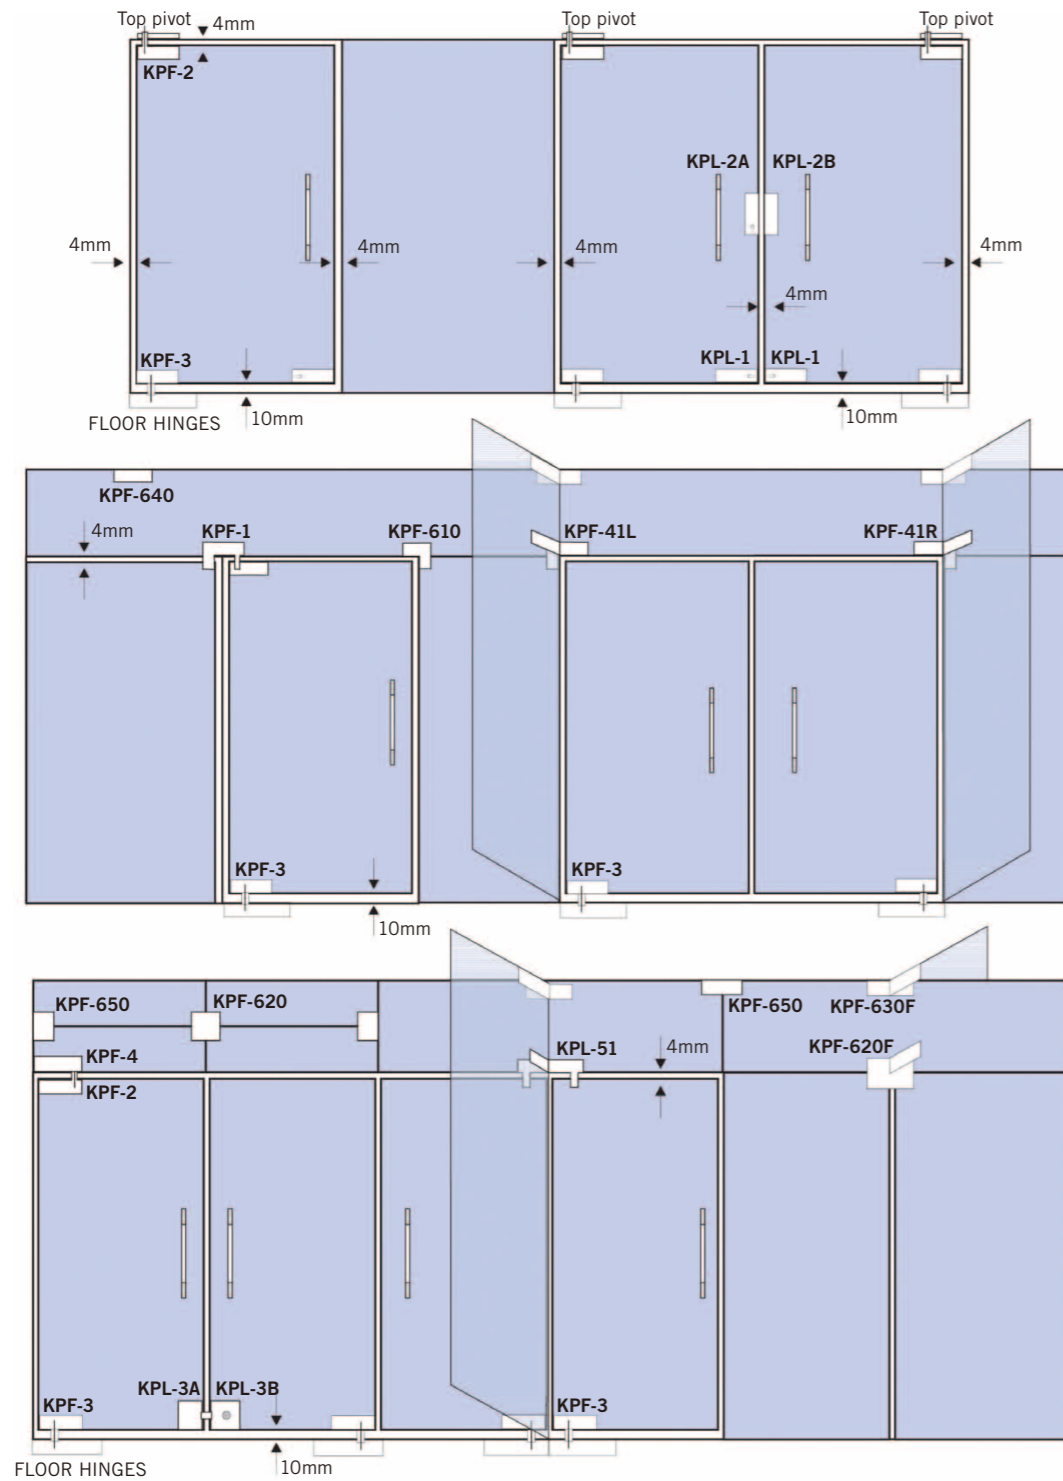 Top pivot
4mm
Top pivot
Top pivot
KPF-2
KPL-2A
KPL-2B
4mm
4mm
4mm
4mm
4mm
KPF-3
KPL-1
KPL-1
10mm
10mm
FLOOR HINGES
KPF-640
4mm
KPF-1
KPF-610
KPF-41L
KPF-41R
KPF-3
KPF-3
10mm
KPF-650
KPF-620
KPF-650
KPF-630F
KPF-4
KPL-51
4mm
KPF-620F
KPF-2
KPL-3A
KPL-3B
KPF-3
KPF-3
10mm
FLOOR HINGES